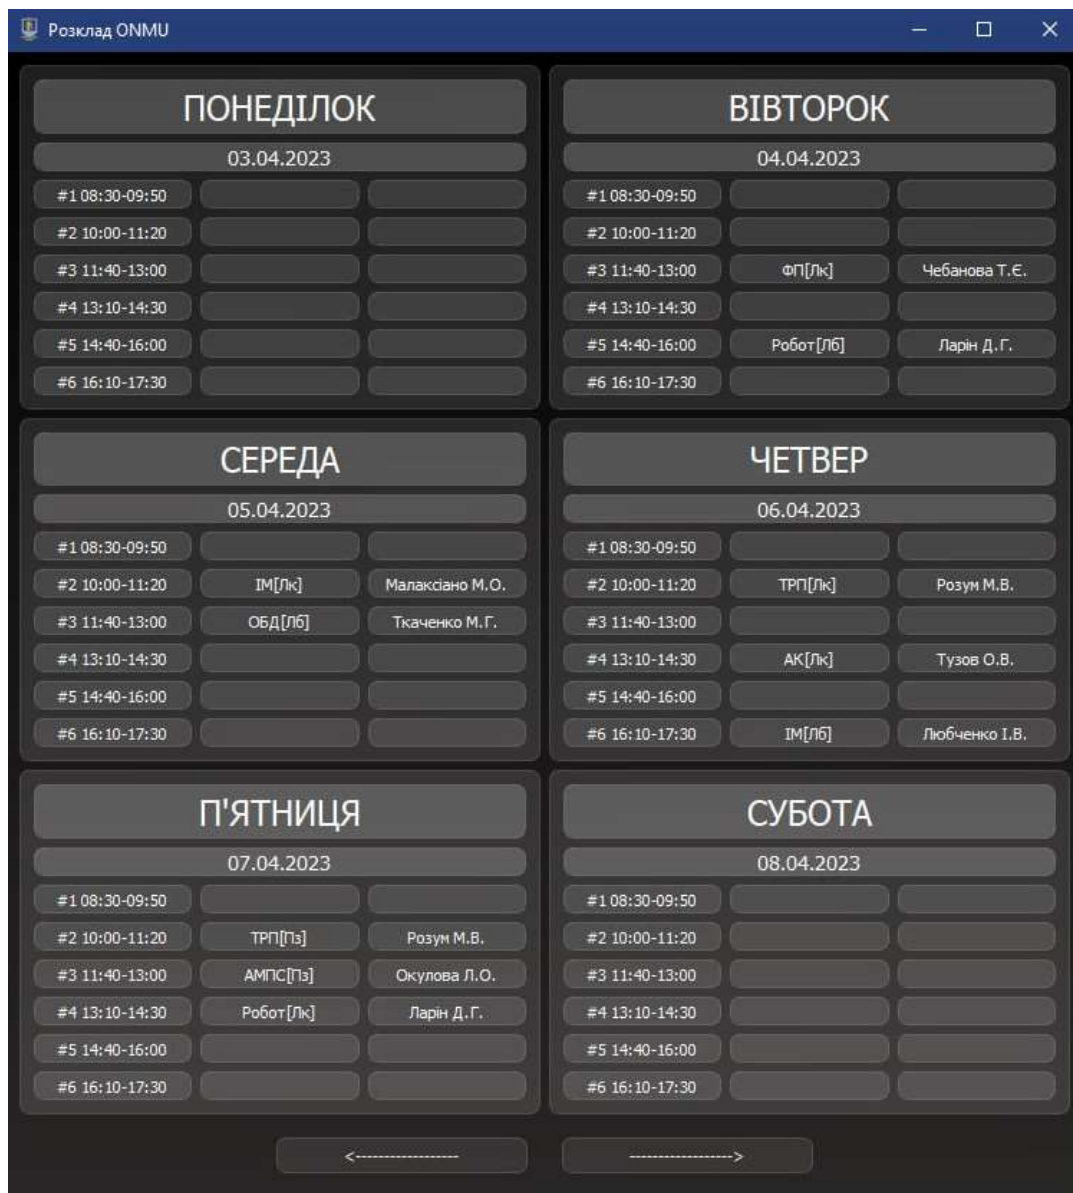 Розклад ONMU
ПОНЕДІЛОК
03.04.2023
#1 08:30-09:50
#2 10:00-11:20
#3 11:40-13:00
#4 13:10-14:30
#5 14:40-16:00
#6 16:10-17:30
ВІВТОРОК
04.04.2023
#1 08:30-09:50
#2 10:00-11:20
#3 11:40-13:00 ФП[Лк] Чебанова Т.Є.
#4 13:10-14:30
#5 14:40-16:00 Робот[Лб] Ларін Д.Г.
#6 16:10-17:30
СЕРЕДА
05.04.2023
#1 08:30-09:50
#2 10:00-11:20 ІМ[Лк] Малаксіано М.О.
#3 11:40-13:00 ОБД[Лб] Ткаченко М.Г.
#4 13:10-14:30
#5 14:40-16:00
#6 16:10-17:30
ЧЕТВЕР
06.04.2023
#1 08:30-09:50
#2 10:00-11:20 ТРП[Лк] Розум М.В.
#3 11:40-13:00
#4 13:10-14:30 АК[Лк] Тузов О.В.
#5 14:40-16:00
#6 16:10-17:30 ІМ[Лб] Любченко І.В.
П'ЯТНИЦЯ
07.04.2023
#1 08:30-09:50
#2 10:00-11:20 ТРП[Пз] Розум М.В.
#3 11:40-13:00 АМПС[Пз] Окулова Л.О.
#4 13:10-14:30 Робот[Лк] Ларін Д.Г.
#5 14:40-16:00
#6 16:10-17:30
СУБОТА
08.04.2023
#1 08:30-09:50
#2 10:00-11:20
#3 11:40-13:00
#4 13:10-14:30
#5 14:40-16:00
#6 16:10-17:30
<------------------ ------------------>